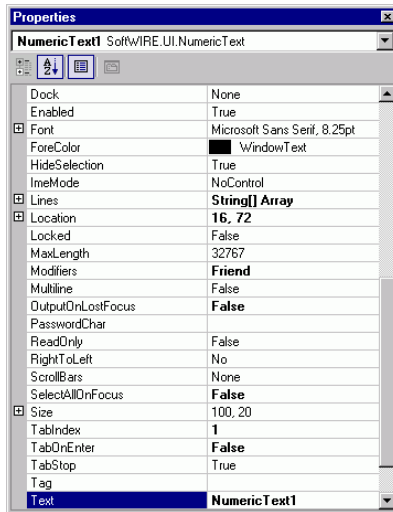 Properties
NumericText1 SoftWIRE.UI.NumericText
Dock None
Enabled True
Font Microsoft Sans Serif, 8.25pt
ForeColor WindowText
HideSelection True
ImeMode NoControl
Lines String[] Array
Location 16, 72
Locked False
MaxLength 32767
Modifiers Friend
Multiline False
OutputOnLostFocus False
PasswordChar
ReadOnly False
RightToLeft No
ScrollBars None
SelectAllOnFocus False
Size 100, 20
TabIndex 1
TabOnEnter False
TabStop True
Tag
Text NumericText1